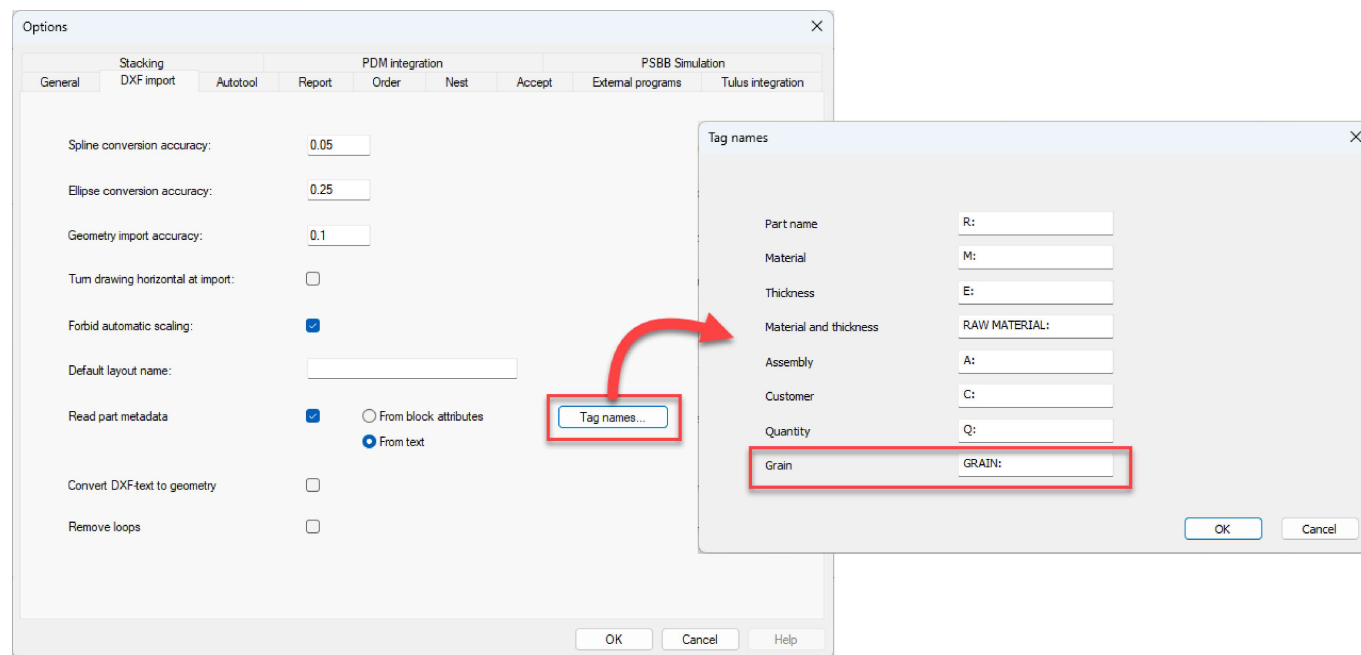 Options
Stacking PDM integration PSBB Simulation
General DXF import Autotool Report Order Nest Accept External programs Tulus integration
Spline conversion accuracy: 0.05
Ellipse conversion accuracy: 0.25
Geometry import accuracy: 0.1
Turn drawing horizontal at import:
Forbid automatic scaling:
Default layout name:
Read part metadata From block attributes Tag names...
From text
Convert DXF-text to geometry
Remove loops
OK Cancel Help
Tag names
Part name R:
Material M:
Thickness E:
Material and thickness RAW MATERIAL:
Assembly A:
Customer C:
Quantity Q:
Grain GRAIN:
OK Cancel